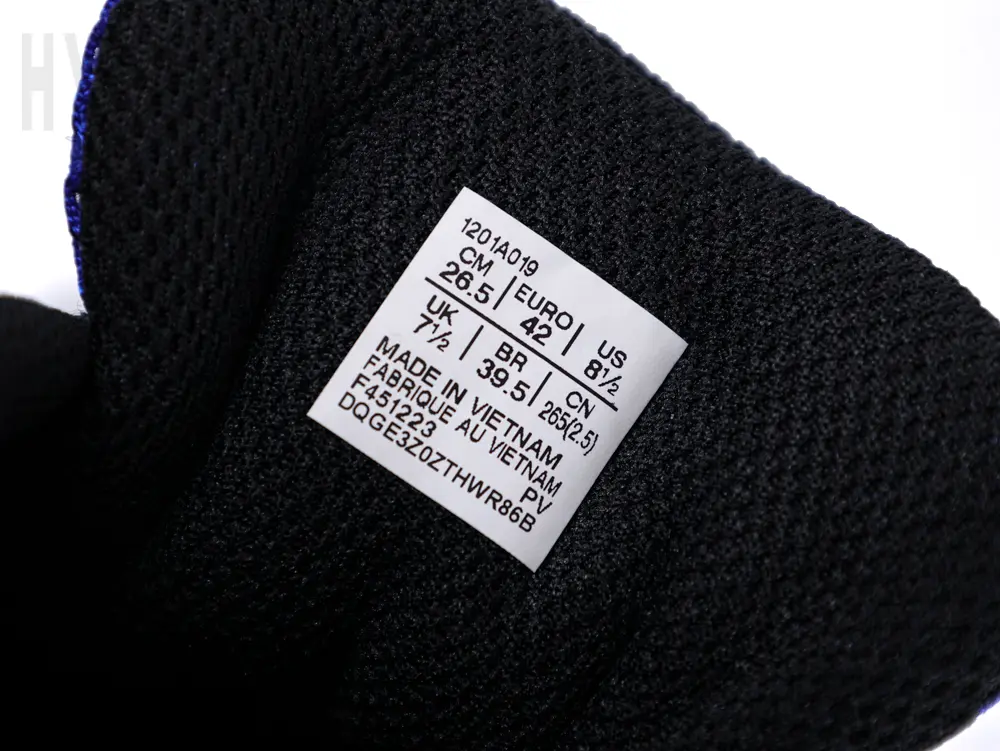 HY
1201A019
CM | EURO | US
26.5 | 42 | 8½
UK | BR | CN
7½ | 39.5 | 265(2.5)
MADE IN VIETNAM
FABRIQUE AU VIETNAM
F451223 PV
DQGE3Z0ZTHWR86B